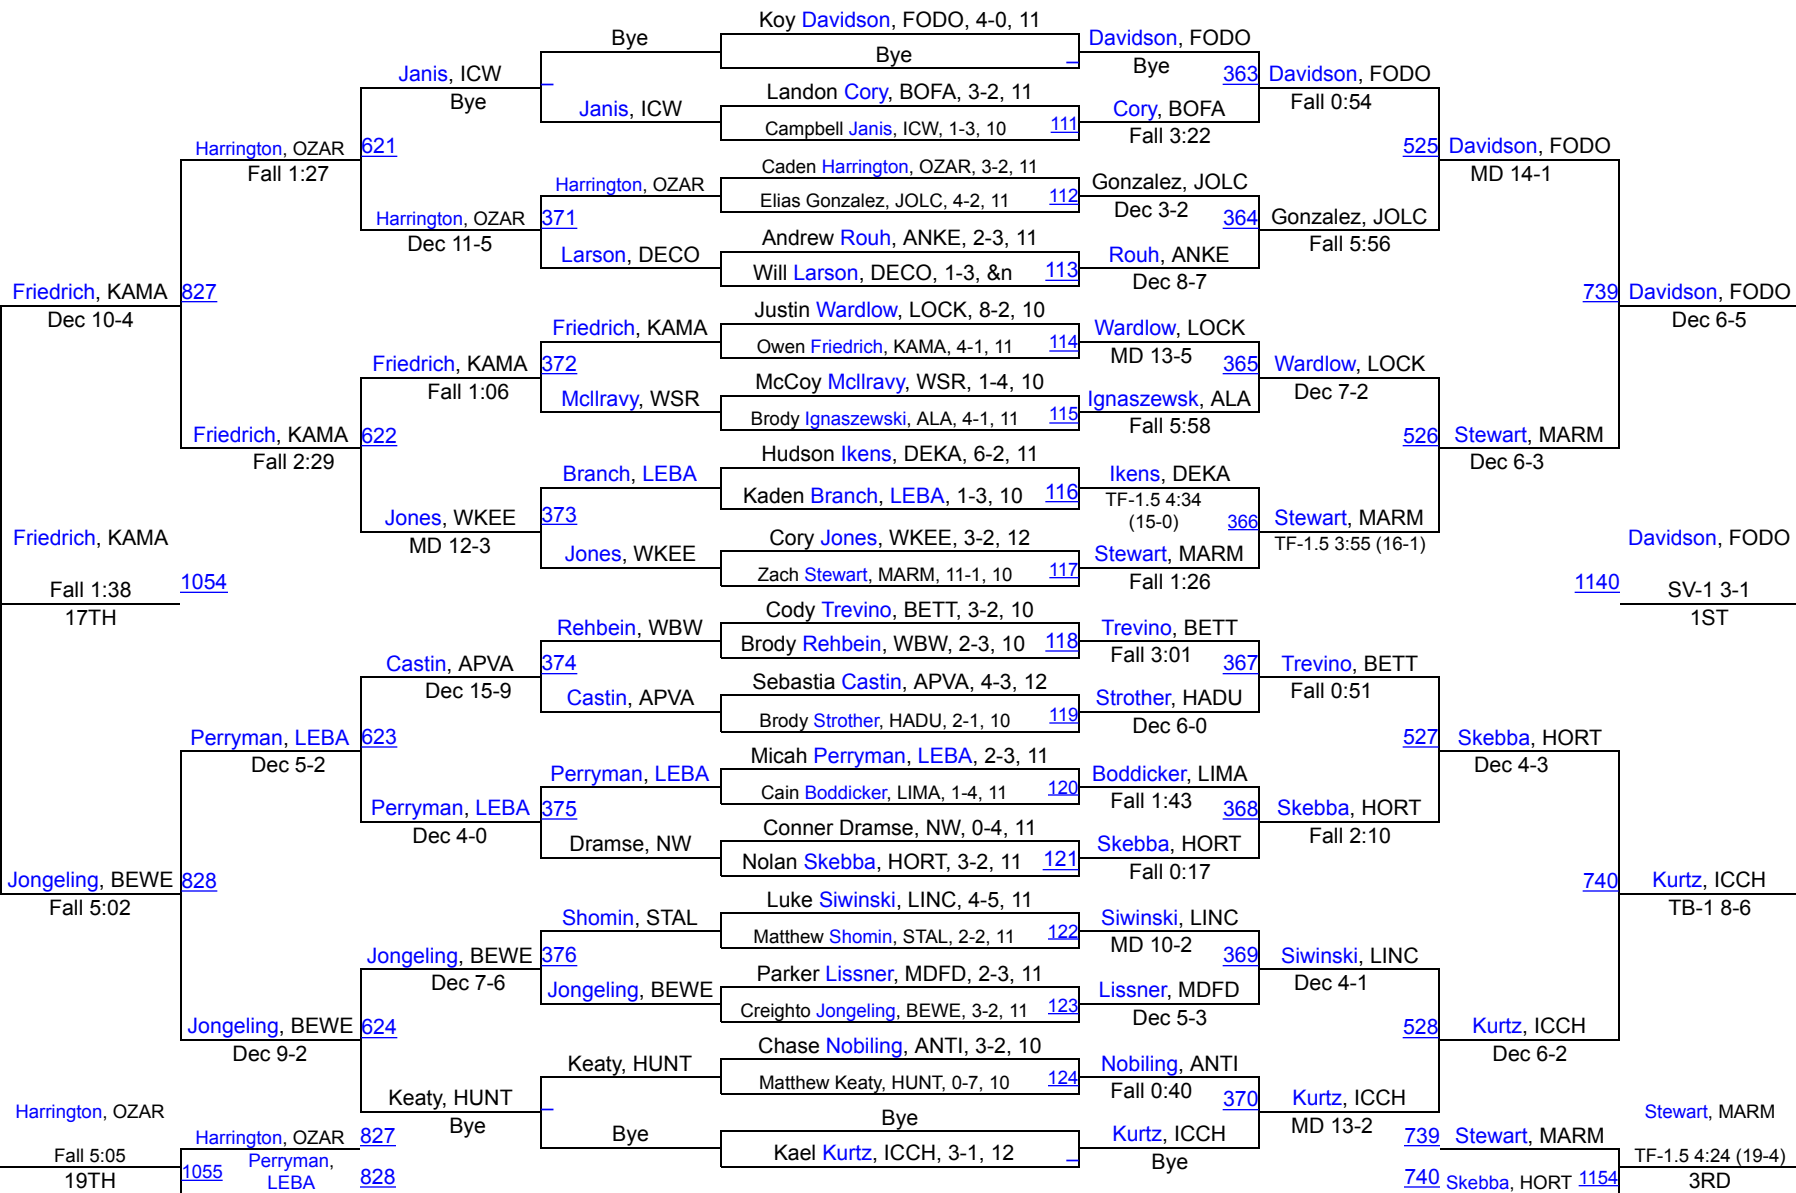 Koy Davidson, FODO, 4-0, 11
Bye
Bye
Davidson, FODO
Bye
Janis, ICW
Bye
363
Davidson, FODO
Fall 0:54
Landon Cory, BOFA, 3-2, 11
Janis, ICW
Campbell Janis, ICW, 1-3, 10
111
Cory, BOFA
Fall 3:22
Harrington, OZAR
Fall 1:27
621
525
Davidson, FODO
MD 14-1
Caden Harrington, OZAR, 3-2, 11
Harrington, OZAR
Elias Gonzalez, JOLC, 4-2, 11
112
Gonzalez, JOLC
Dec 3-2
Harrington, OZAR
Dec 11-5
371
364
Gonzalez, JOLC
Fall 5:56
Andrew Rouh, ANKE, 2-3, 11
Larson, DECO
Will Larson, DECO, 1-3, &n
113
Rouh, ANKE
Dec 8-7
Friedrich, KAMA
Dec 10-4
827
739
Davidson, FODO
Dec 6-5
Justin Wardlow, LOCK, 8-2, 10
Friedrich, KAMA
Owen Friedrich, KAMA, 4-1, 11
114
Wardlow, LOCK
MD 13-5
Friedrich, KAMA
Fall 1:06
372
365
Wardlow, LOCK
Dec 7-2
McCoy McIlravy, WSR, 1-4, 10
McIlravy, WSR
Brody Ignaszewski, ALA, 4-1, 11
115
Ignaszewsk, ALA
Fall 5:58
Friedrich, KAMA
Fall 2:29
622
526
Stewart, MARM
Dec 6-3
Hudson Ikens, DEKA, 6-2, 11
Branch, LEBA
Kaden Branch, LEBA, 1-3, 10
116
Ikens, DEKA
TF-1.5 4:34
(15-0)
Jones, WKEE
MD 12-3
373
366
Stewart, MARM
TF-1.5 3:55 (16-1)
Cory Jones, WKEE, 3-2, 12
Jones, WKEE
Zach Stewart, MARM, 11-1, 10
117
Stewart, MARM
Fall 1:26
Friedrich, KAMA
Fall 1:38
1054
17TH
Davidson, FODO
1140
SV-1 3-1
1ST
Cody Trevino, BETT, 3-2, 10
Rehbein, WBW
Brody Rehbein, WBW, 2-3, 10
118
Trevino, BETT
Fall 3:01
Castin, APVA
Dec 15-9
374
367
Trevino, BETT
Fall 0:51
Sebastia Castin, APVA, 4-3, 12
Castin, APVA
Brody Strother, HADU, 2-1, 10
119
Strother, HADU
Dec 6-0
Perryman, LEBA
Dec 5-2
623
527
Skebba, HORT
Dec 4-3
Micah Perryman, LEBA, 2-3, 11
Perryman, LEBA
Cain Boddicker, LIMA, 1-4, 11
120
Boddicker, LIMA
Fall 1:43
Perryman, LEBA
Dec 4-0
375
368
Skebba, HORT
Fall 2:10
Conner Dramse, NW, 0-4, 11
Dramse, NW
Nolan Skebba, HORT, 3-2, 11
121
Skebba, HORT
Fall 0:17
Jongeling, BEWE
Fall 5:02
828
740
Kurtz, ICCH
TB-1 8-6
Luke Siwinski, LINC, 4-5, 11
Shomin, STAL
Matthew Shomin, STAL, 2-2, 11
122
Siwinski, LINC
MD 10-2
Jongeling, BEWE
Dec 7-6
376
369
Siwinski, LINC
Dec 4-1
Parker Lissner, MDFD, 2-3, 11
Jongeling, BEWE
Creighto Jongeling, BEWE, 3-2, 11
123
Lissner, MDFD
Dec 5-3
Jongeling, BEWE
Dec 9-2
624
528
Kurtz, ICCH
Dec 6-2
Chase Nobiling, ANTI, 3-2, 10
Keaty, HUNT
Matthew Keaty, HUNT, 0-7, 10
124
Nobiling, ANTI
Fall 0:40
Keaty, HUNT
Bye
370
Kurtz, ICCH
MD 13-2
Bye
Bye
Kael Kurtz, ICCH, 3-1, 12
Kurtz, ICCH
Bye
Harrington, OZAR
Fall 5:05
19TH
Harrington, OZAR
827
1055
Perryman,
LEBA
828
Stewart, MARM
739
Stewart, MARM
TF-1.5 4:24 (19-4)
740
Skebba, HORT
1154
3RD